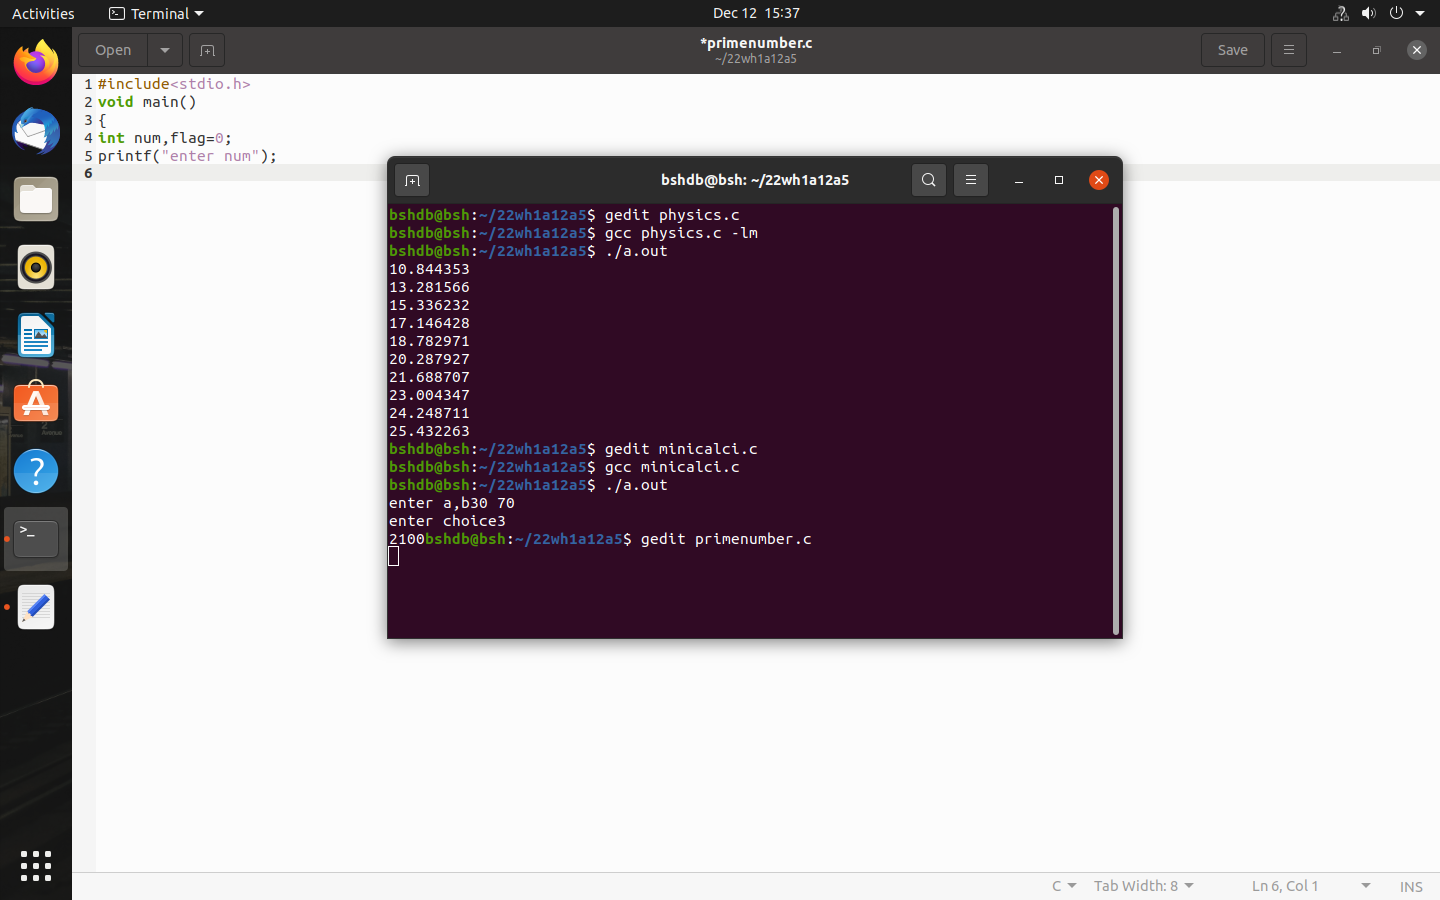 Activities
Terminal
Dec 12 15:37
Open
*primenumber.c
~/22wh1a12a5
Save
1 #include<stdio.h>
2 void main()
3 {
4 int num,flag=0;
5 printf("enter num");
6
bshdb@bsh: ~/22wh1a12a5
bshdb@bsh:~/22wh1a12a5$ gedit physics.c
bshdb@bsh:~/22wh1a12a5$ gcc physics.c -lm
bshdb@bsh:~/22wh1a12a5$ ./a.out
10.844353
13.281566
15.336232
17.146428
18.782971
20.287927
21.688707
23.004347
24.248711
25.432263
bshdb@bsh:~/22wh1a12a5$ gedit minicalci.c
bshdb@bsh:~/22wh1a12a5$ gcc minicalci.c
bshdb@bsh:~/22wh1a12a5$ ./a.out
enter a,b30 70
enter choice3
2100bshdb@bsh:~/22wh1a12a5$ gedit primenumber.c
C
Tab Width: 8
Ln 6, Col 1
INS